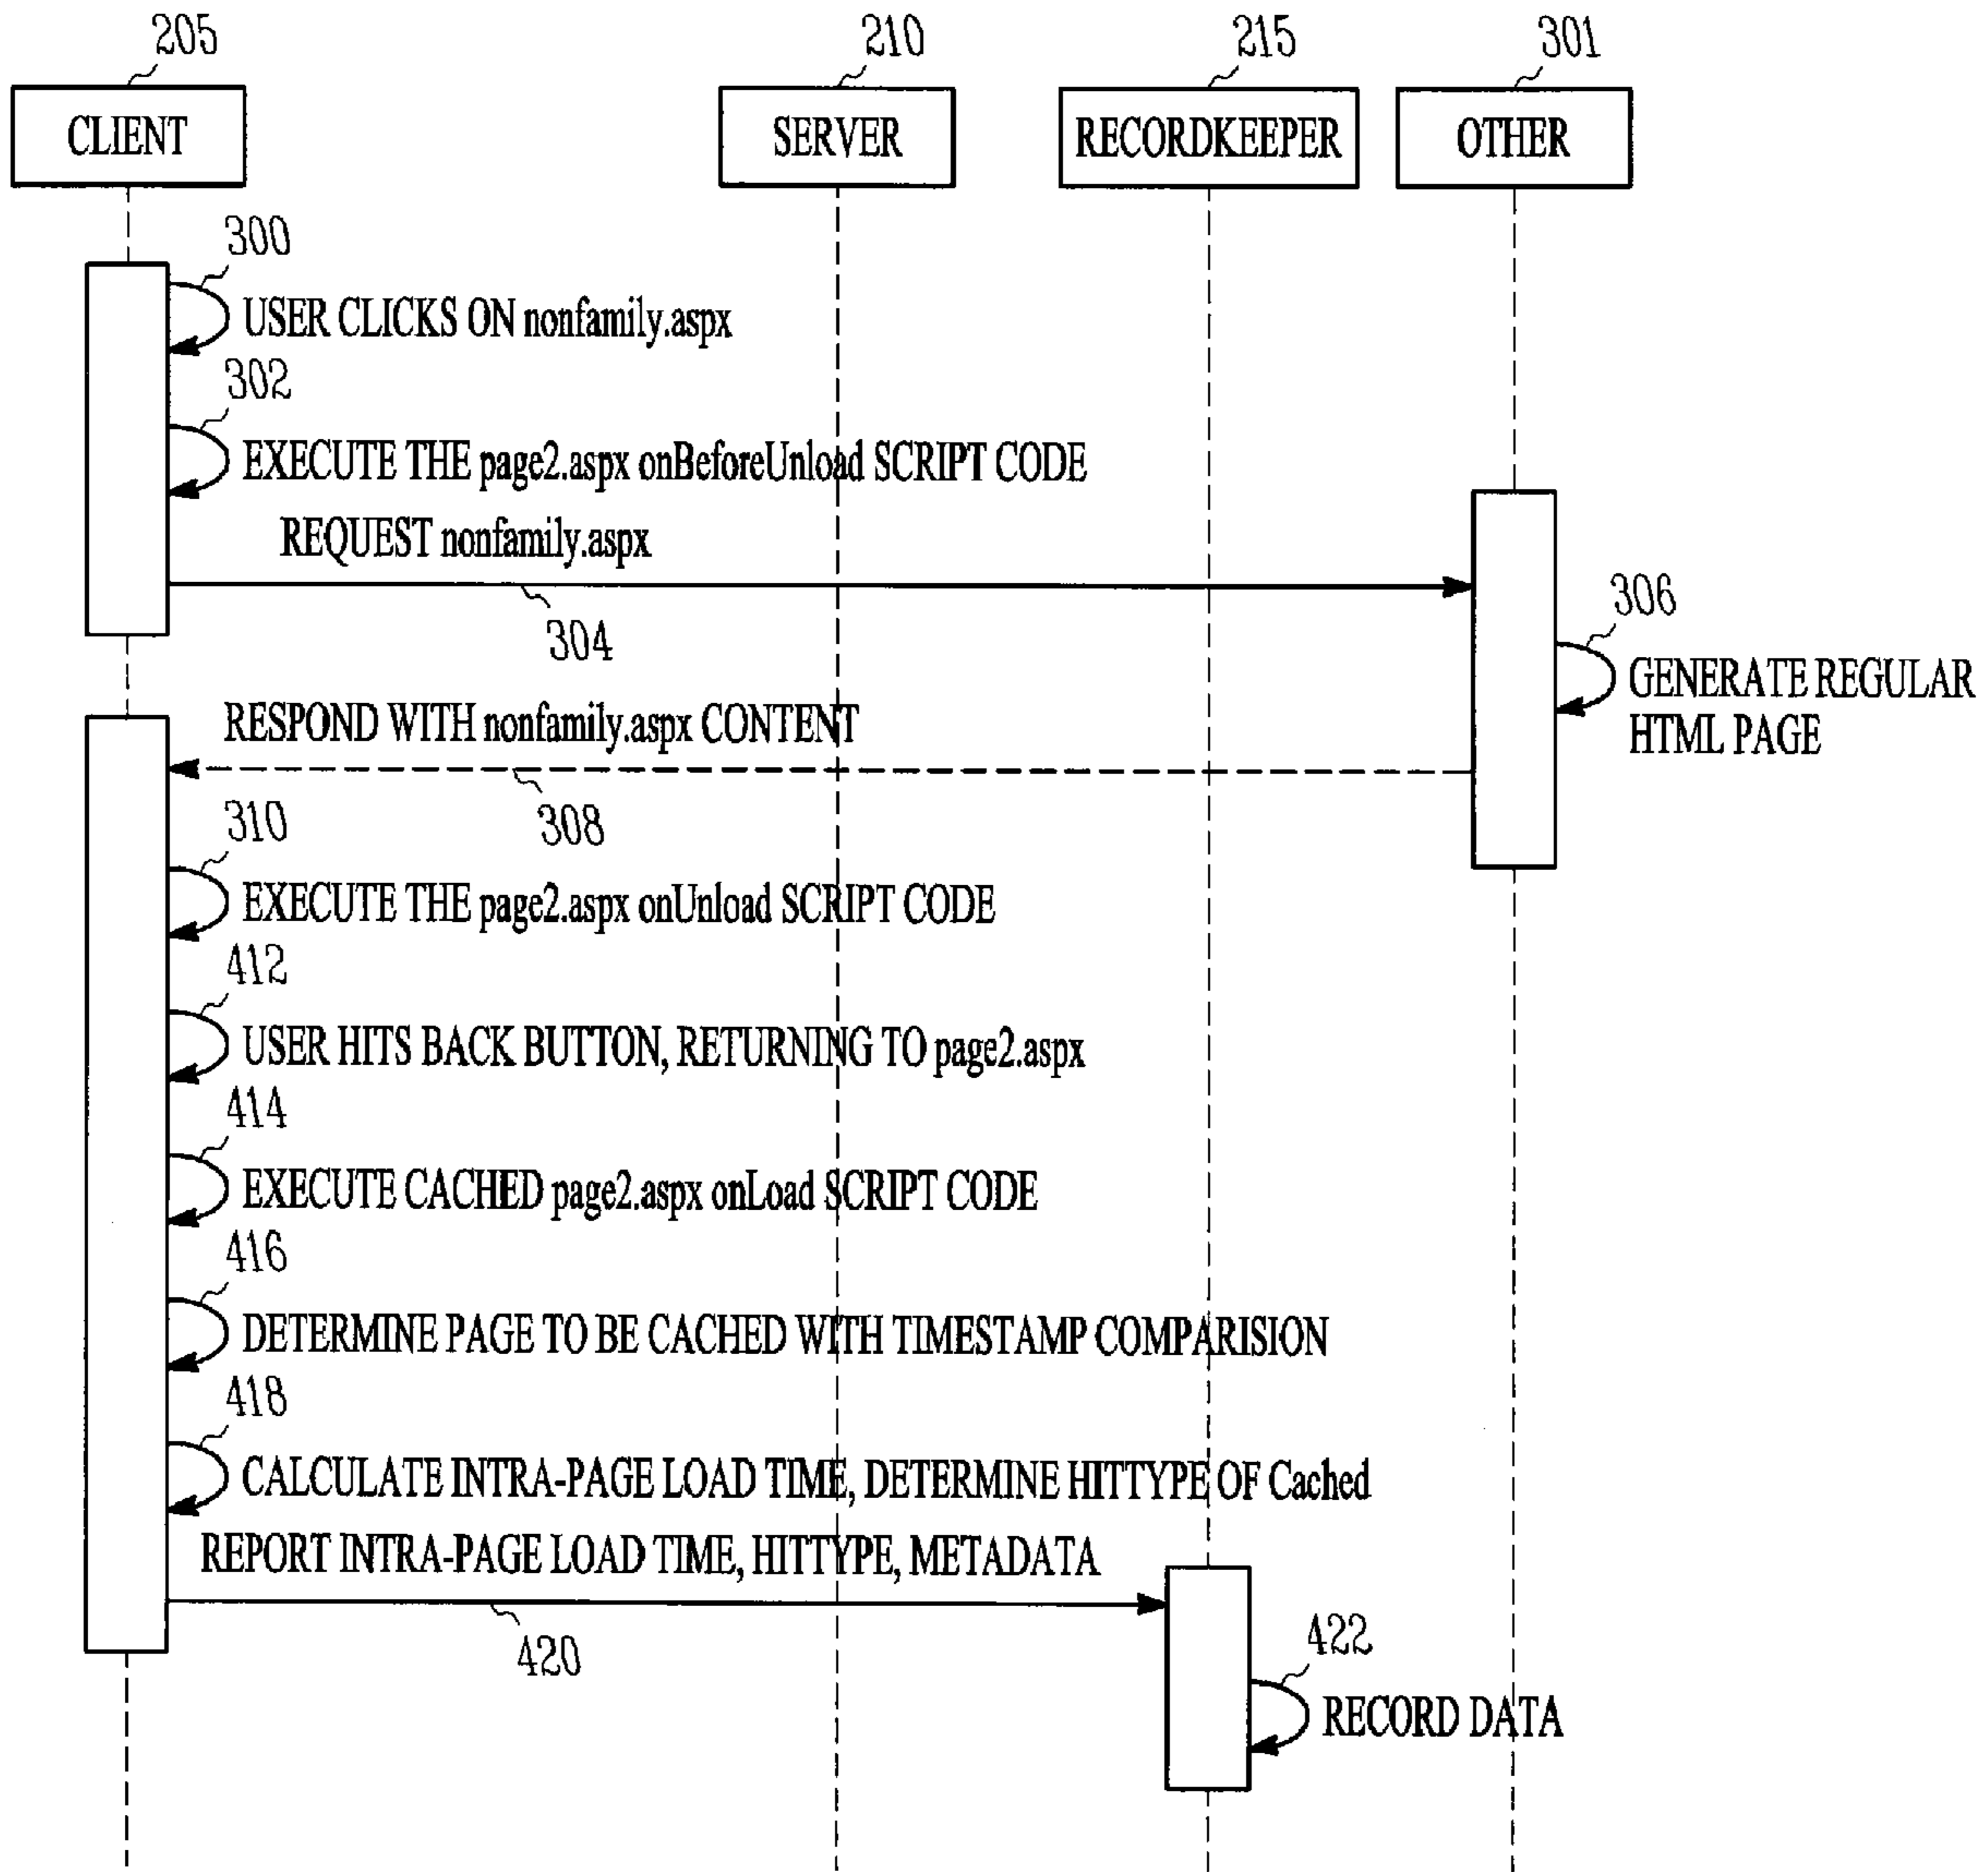 205
210
215
301
CLIENT
SERVER
RECORDKEEPER
OTHER
300
USER CLICKS ON nonfamily.aspx
302
EXECUTE THE page2.aspx onBeforeUnload SCRIPT CODE
REQUEST nonfamily.aspx
304
306
GENERATE REGULAR
HTML PAGE
RESPOND WITH nonfamily.aspx CONTENT
308
310
EXECUTE THE page2.aspx onUnload SCRIPT CODE
412
USER HITS BACK BUTTON, RETURNING TO page2.aspx
414
EXECUTE CACHED page2.aspx onLoad SCRIPT CODE
416
DETERMINE PAGE TO BE CACHED WITH TIMESTAMP COMPARISION
418
CALCULATE INTRA-PAGE LOAD TIME, DETERMINE HITTYPE OF Cached
REPORT INTRA-PAGE LOAD TIME, HITTYPE, METADATA
420
422
RECORD DATA